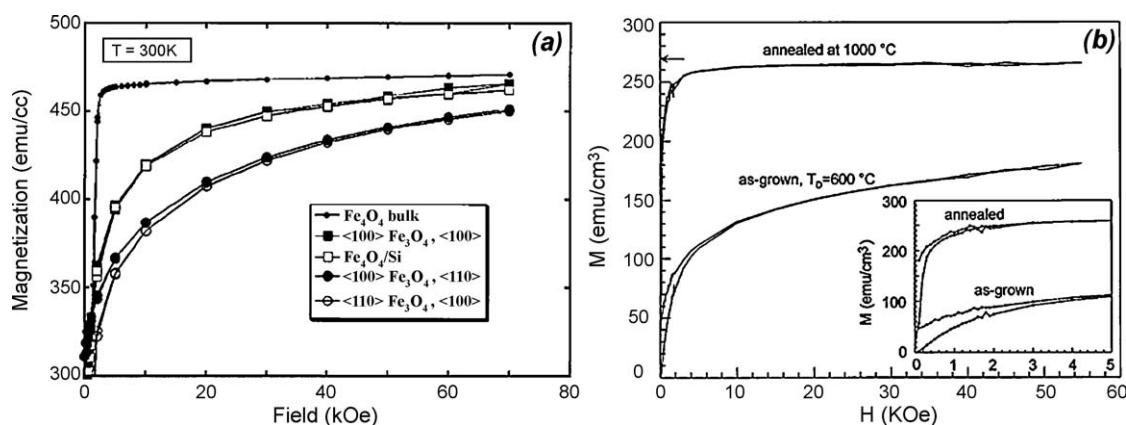 (a)
T = 300K
Magnetization (emu/cc)
500
450
400
350
300
0
20
40
60
80
Field (kOe)
Fe₄O₄ bulk
<100> Fe₃O₄, <100>
Fe₄O₄/Si
<100> Fe₃O₄, <110>
<110> Fe₃O₄, <100>
(b)
annealed at 1000 °C
as-grown, T_D=600 °C
M (emu/cm³)
300
250
200
150
100
50
0
0
10
20
30
40
50
60
H (KOe)
annealed
as-grown
M (emu/cm³)
300
200
100
0
0
1
2
3
4
5